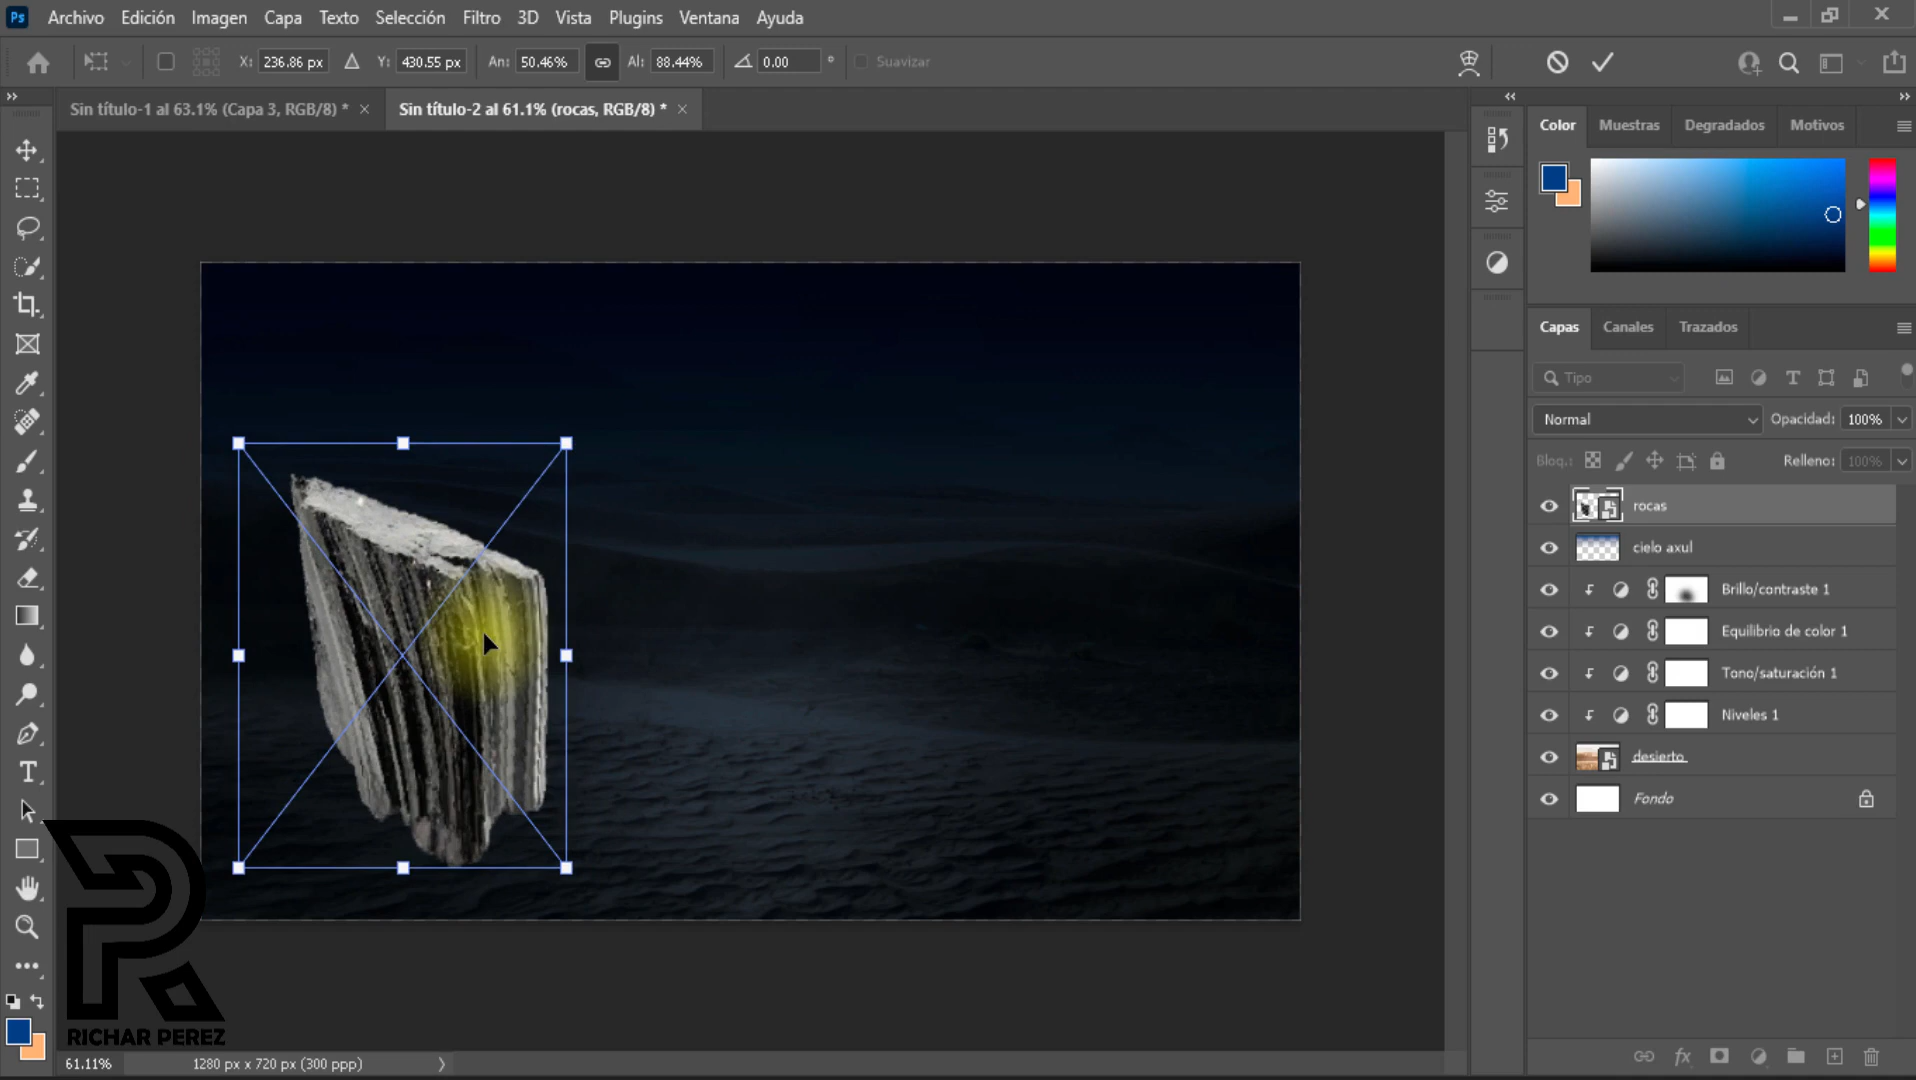 Ps Archivo Edición Imagen Capa Texto Selección Filtro 3D Vista Plugins Ventana Ayuda
X: 236.86 px Y: 430.55 px An: 50.46% Al: 88.44% 0.00 ° Suavizar
Sin título-1 al 63.1% (Capa 3, RGB/8) * × Sin título-2 al 61.1% (rocas, RGB/8) * ×
Color Muestras Degradados Motivos
Capas Canales Trazados
Tipo
Normal Opacidad: 100%
Bloq.: Relleno: 100%
rocas
cielo axul
Brillo/contraste 1
Equilibrio de color 1
Tono/saturación 1
Niveles 1
desierto
Fondo
RICHAR PEREZ
61.11% 1280 px x 720 px (300 ppp)